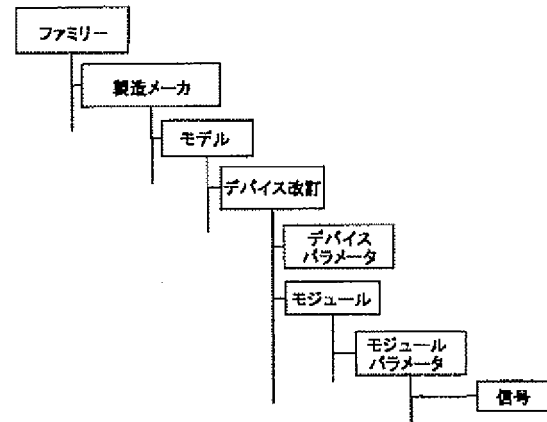 ファミリー
製造メーカ
モデル
デバイス改訂
デバイス
パラメータ
モジュール
モジュール
パラメータ
信号